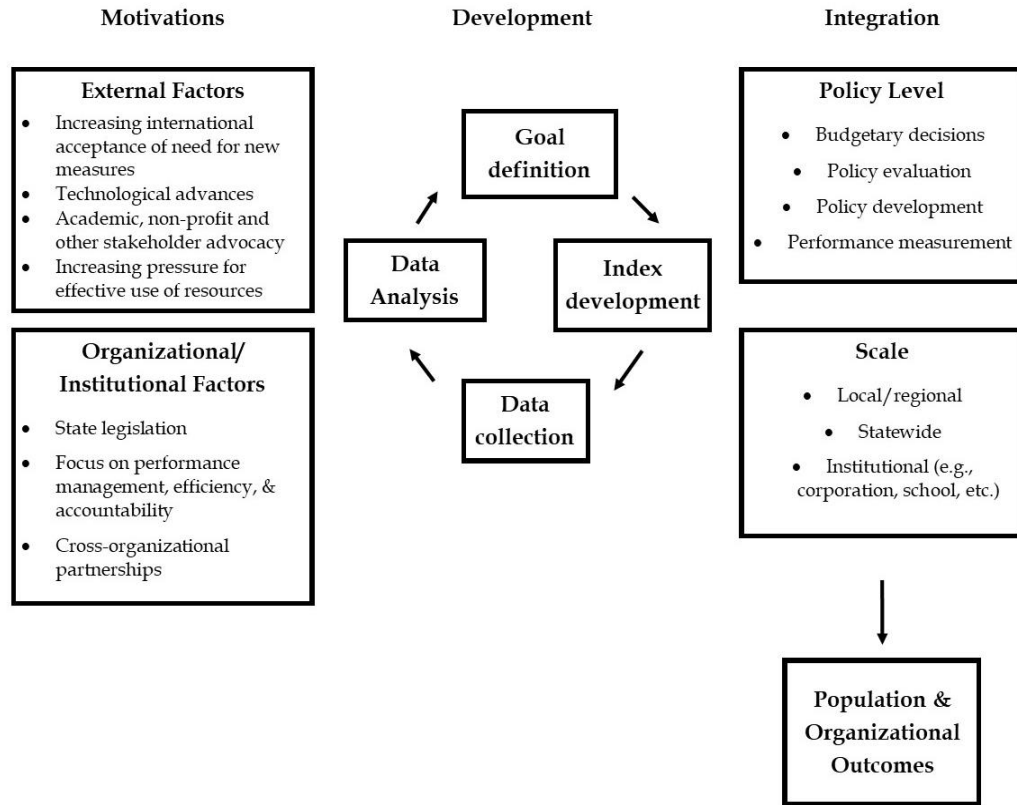 Motivations
Development
Integration
External Factors
• Increasing international
acceptance of need for new
measures
• Technological advances
• Academic, non-profit and
other stakeholder advocacy
• Increasing pressure for
effective use of resources
Organizational/
Institutional Factors
• State legislation
• Focus on performance
management, efficiency, &
accountability
• Cross-organizational
partnerships
Goal
definition
Index
development
Data
collection
Data
Analysis
Policy Level
• Budgetary decisions
• Policy evaluation
• Policy development
• Performance measurement
Scale
• Local/regional
• Statewide
• Institutional (e.g.,
corporation, school, etc.)
Population &
Organizational
Outcomes